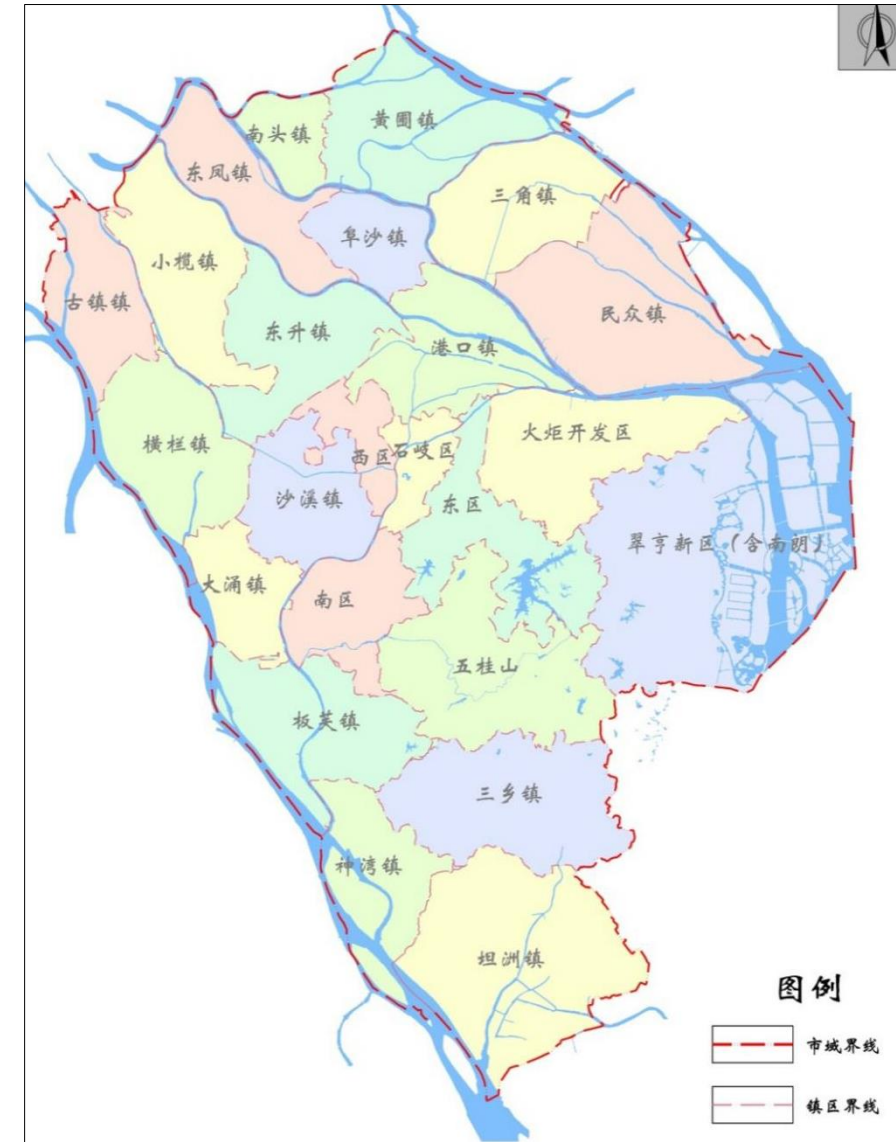 黄圃镇
南头镇
东凤镇
三角镇
阜沙镇
小榄镇
古镇镇
民众镇
东升镇
港口镇
火炬开发区
横栏镇
西区
石岐区
沙溪镇
东区
翠亨新区（含南朗）
大涌镇
南区
五桂山
板芙镇
三乡镇
神湾镇
坦洲镇
图例
市域界线
镇区界线